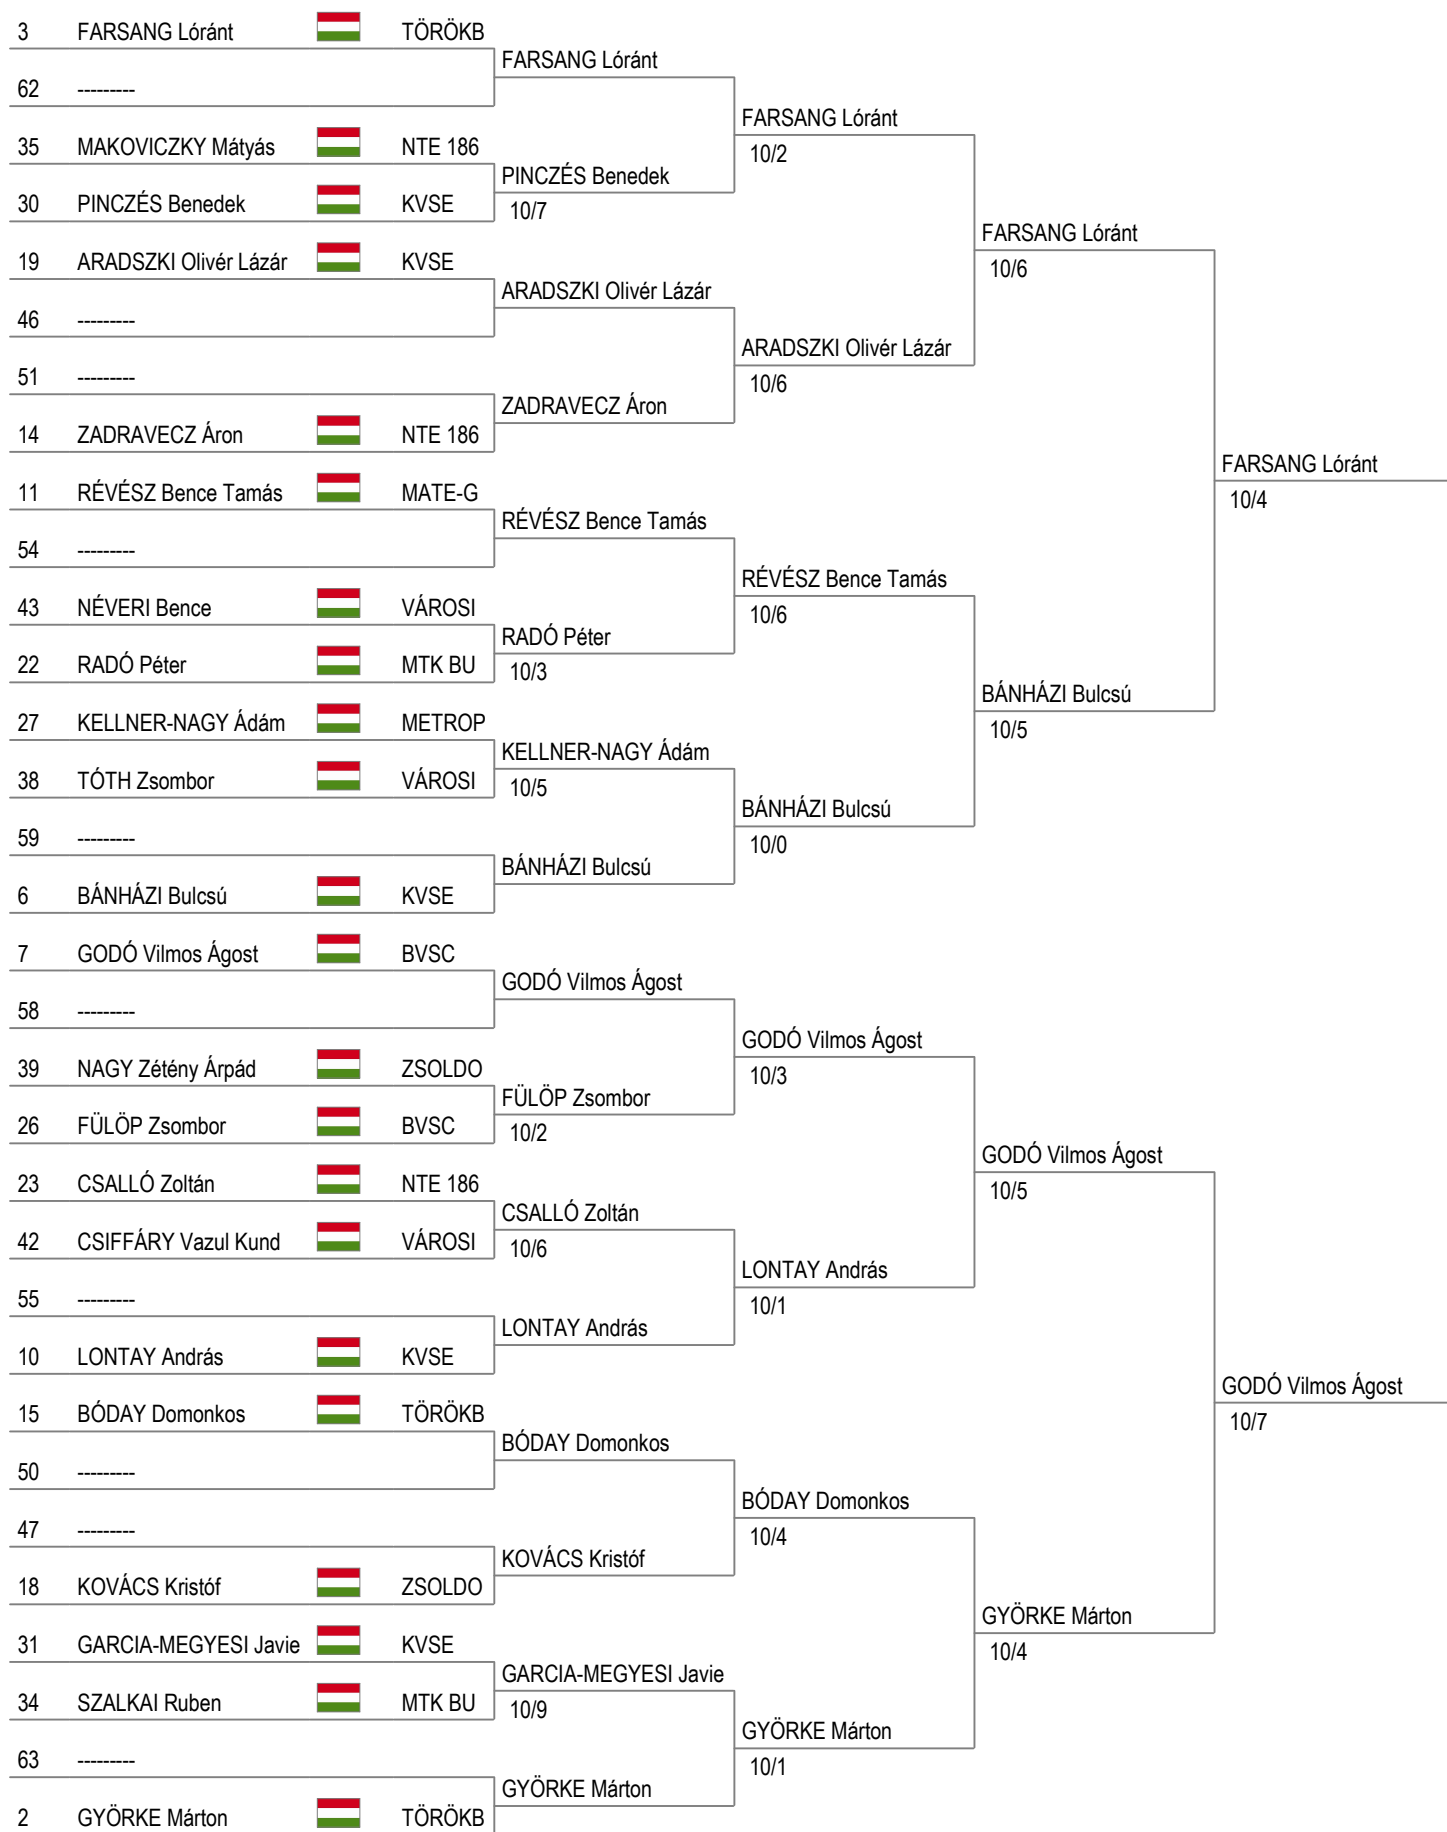 3 FARSANG Lóránt TÖRÖKB
FARSANG Lóránt
62 ---------
FARSANG Lóránt
10/2
35 MAKOVICZKY Mátyás NTE 186
PINCZÉS Benedek
10/7
30 PINCZÉS Benedek KVSE
FARSANG Lóránt
10/6
19 ARADSZKI Olivér Lázár KVSE
ARADSZKI Olivér Lázár
46 ---------
ARADSZKI Olivér Lázár
10/6
51 ---------
ZADRAVECZ Áron
14 ZADRAVECZ Áron NTE 186
FARSANG Lóránt
10/4
11 RÉVÉSZ Bence Tamás MATE-G
RÉVÉSZ Bence Tamás
54 ---------
RÉVÉSZ Bence Tamás
10/6
43 NÉVERI Bence VÁROSI
RADÓ Péter
10/3
22 RADÓ Péter MTK BU
BÁNHÁZI Bulcsú
10/5
27 KELLNER-NAGY Ádám METROP
KELLNER-NAGY Ádám
10/5
38 TÓTH Zsombor VÁROSI
BÁNHÁZI Bulcsú
10/0
59 ---------
BÁNHÁZI Bulcsú
6 BÁNHÁZI Bulcsú KVSE
7 GODÓ Vilmos Ágost BVSC
GODÓ Vilmos Ágost
58 ---------
GODÓ Vilmos Ágost
10/3
39 NAGY Zétény Árpád ZSOLDO
FÜLÖP Zsombor
10/2
26 FÜLÖP Zsombor BVSC
GODÓ Vilmos Ágost
10/5
23 CSALLÓ Zoltán NTE 186
CSALLÓ Zoltán
10/6
42 CSIFFÁRY Vazul Kund VÁROSI
LONTAY András
10/1
55 ---------
LONTAY András
10 LONTAY András KVSE
GODÓ Vilmos Ágost
10/7
15 BÓDAY Domonkos TÖRÖKB
BÓDAY Domonkos
50 ---------
BÓDAY Domonkos
10/4
47 ---------
KOVÁCS Kristóf
18 KOVÁCS Kristóf ZSOLDO
GYÖRKE Márton
10/4
31 GARCIA-MEGYESI Javie KVSE
GARCIA-MEGYESI Javie
10/9
34 SZALKAI Ruben MTK BU
GYÖRKE Márton
10/1
63 ---------
GYÖRKE Márton
2 GYÖRKE Márton TÖRÖKB